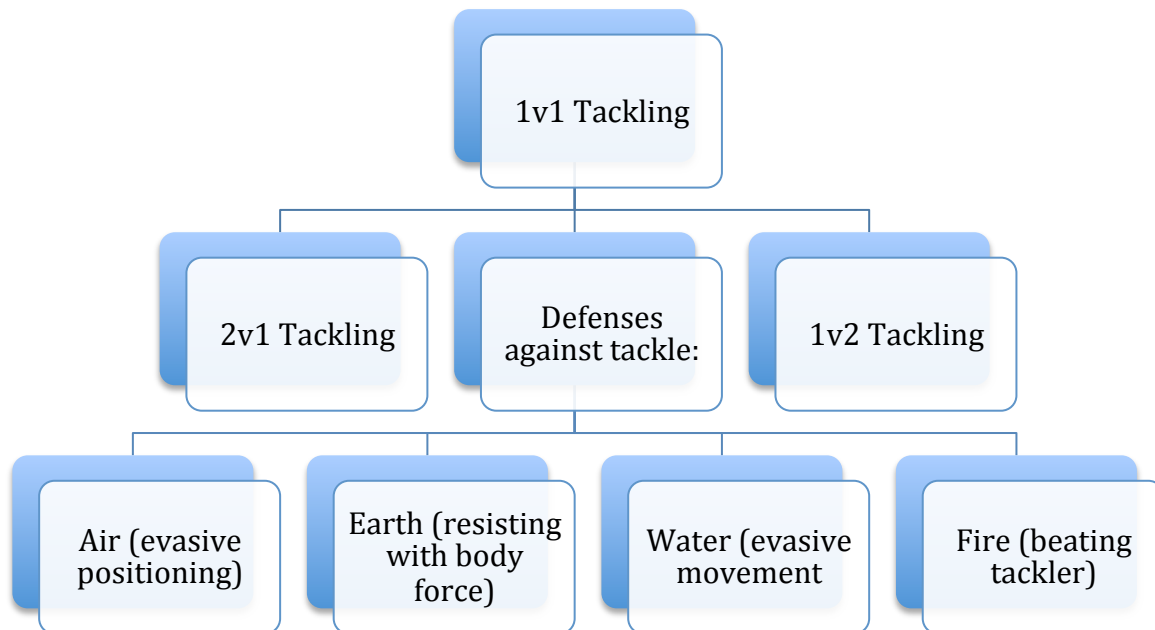 1v1 Tackling
2v1 Tackling
Defenses
against tackle:
1v2 Tackling
Air (evasive
positioning)
Earth (resisting
with body
force)
Water (evasive
movement
Fire (beating
tackler)